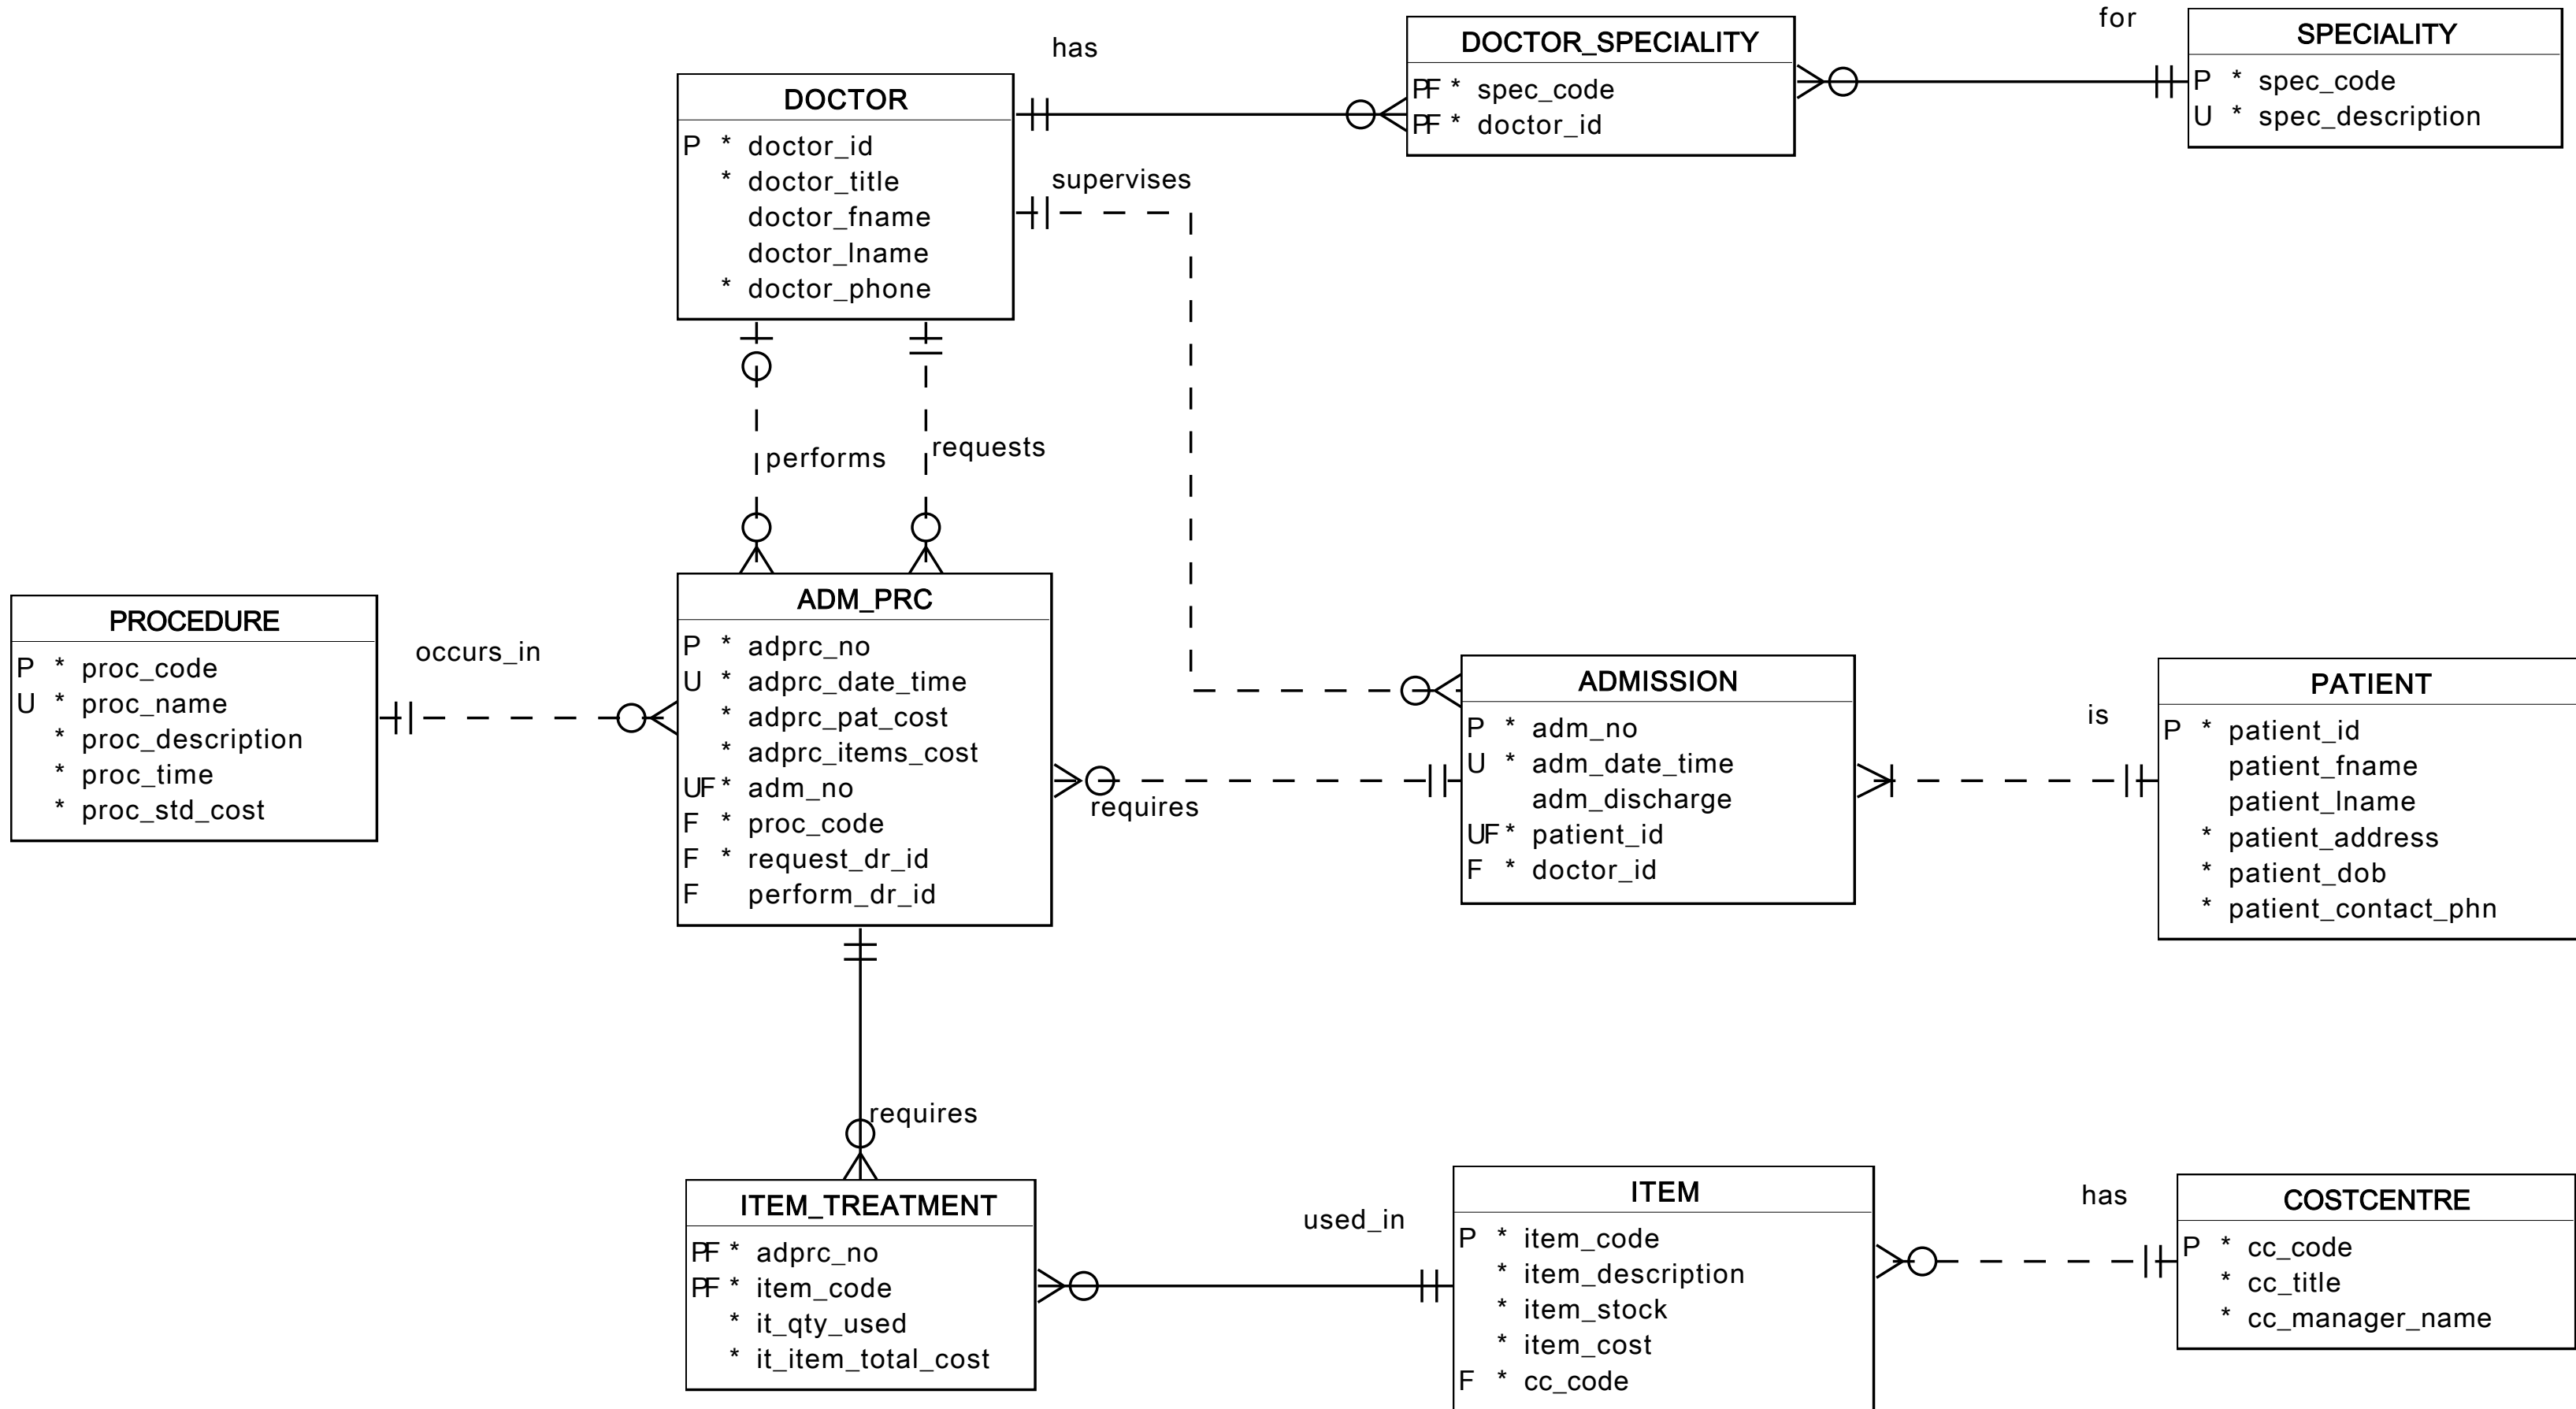 for
has
DOCTOR_SPECIALITY
PF * spec_code
PF * doctor_id
SPECIALITY
P * spec_code
U * spec_description
DOCTOR
P * doctor_id
* doctor_title
doctor_fname
doctor_lname
* doctor_phone
supervises
performs
requests
PROCEDURE
P * proc_code
U * proc_name
* proc_description
* proc_time
* proc_std_cost
occurs_in
ADM_PRC
P * adprc_no
U * adprc_date_time
* adprc_pat_cost
* adprc_items_cost
UF * adm_no
F * proc_code
F * request_dr_id
F perform_dr_id
requires
ADMISSION
P * adm_no
U * adm_date_time
adm_discharge
UF * patient_id
F * doctor_id
is
PATIENT
P * patient_id
patient_fname
patient_lname
* patient_address
* patient_dob
* patient_contact_phn
requires
ITEM_TREATMENT
PF * adprc_no
PF * item_code
* it_qty_used
* it_item_total_cost
used_in
ITEM
P * item_code
* item_description
* item_stock
* item_cost
F * cc_code
has
COSTCENTRE
P * cc_code
* cc_title
* cc_manager_name